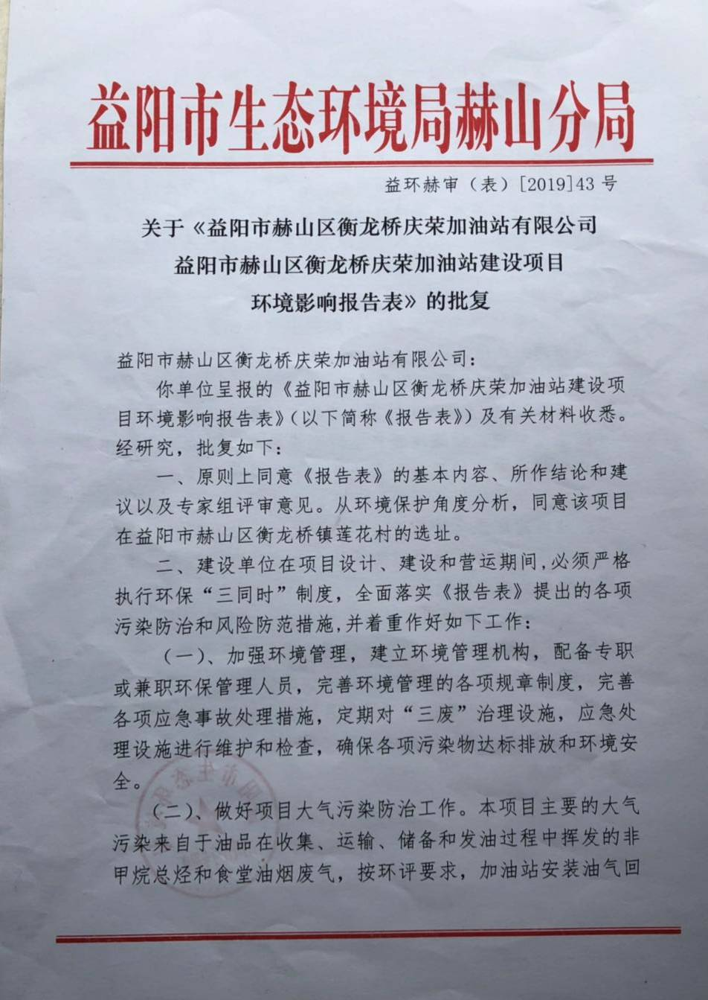 益阳市生态环境局赫山分局
益环赫审（表）[2019]43 号
关于《益阳市赫山区衡龙桥庆荣加油站有限公司
益阳市赫山区衡龙桥庆荣加油站建设项目
环境影响报告表》的批复
益阳市赫山区衡龙桥庆荣加油站有限公司：
你单位呈报的《益阳市赫山区衡龙桥庆荣加油站建设项
目环境影响报告表》（以下简称《报告表》）及有关材料收悉。
经研究，批复如下：
一、原则上同意《报告表》的基本内容、所作结论和建
议以及专家组评审意见。从环境保护角度分析，同意该项目
在益阳市赫山区衡龙桥镇莲花村的选址。
二、建设单位在项目设计、建设和营运期间,必须严格
执行环保“三同时”制度，全面落实《报告表》提出的各项
污染防治和风险防范措施,并着重作好如下工作：
（一）、加强环境管理，建立环境管理机构，配备专职
或兼职环保管理人员，完善环境管理的各项规章制度，完善
各项应急事故处理措施，定期对“三废”治理设施，应急处
理设施进行维护和检查，确保各项污染物达标排放和环境安
全。
（二）、做好项目大气污染防治工作。本项目主要的大气
污染来自于油品在收集、运输、储备和发油过程中挥发的非
甲烷总烃和食堂油烟废气，按环评要求，加油站安装油气回